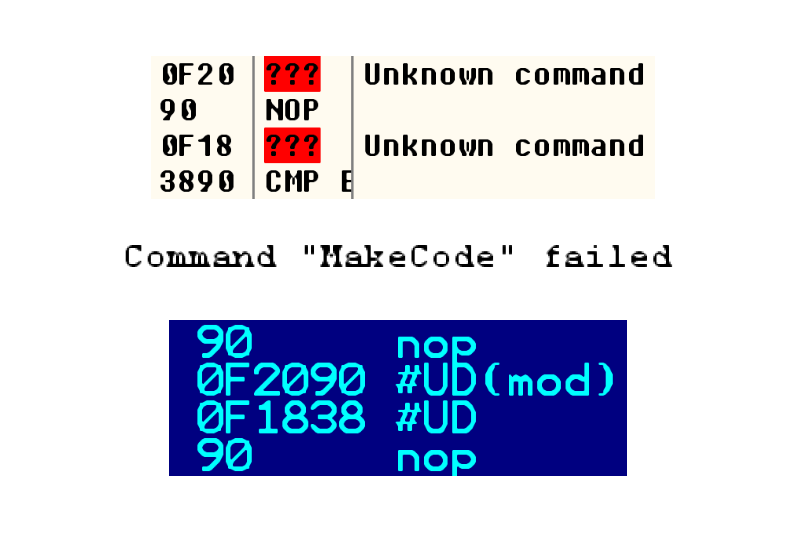 0F20 ??? Unknown command
90 NOP
0F18 ??? Unknown command
3890 CMP
Command "MakeCode" failed
90 nop
0F2090 #UD(mod)
0F1838 #UD
90 nop